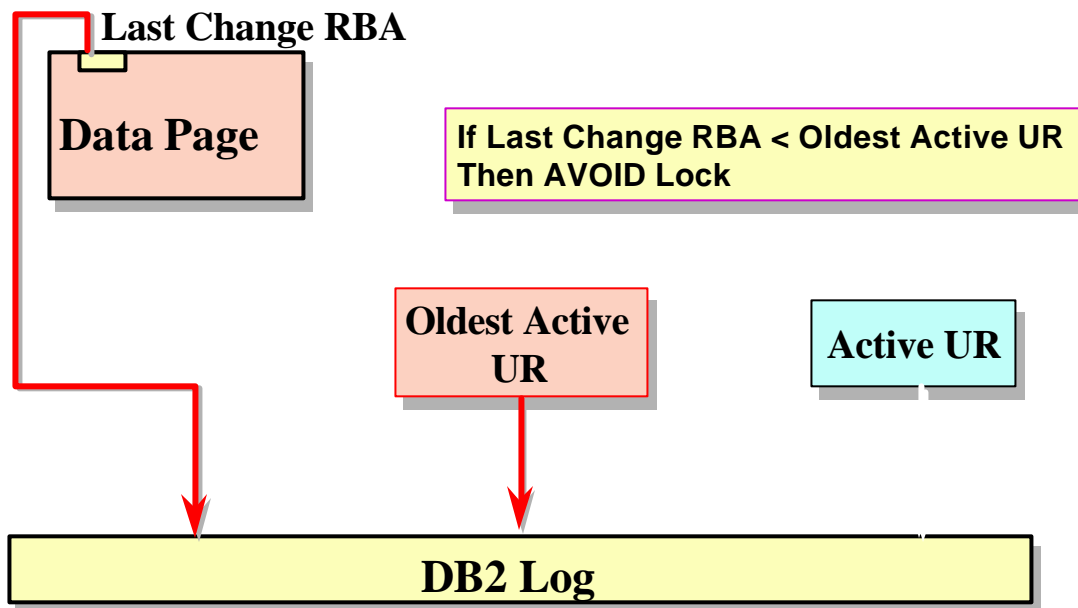 Last Change RBA
Data Page
If Last Change RBA < Oldest Active UR
Then AVOID Lock
Oldest Active
UR
Active UR
DB2 Log